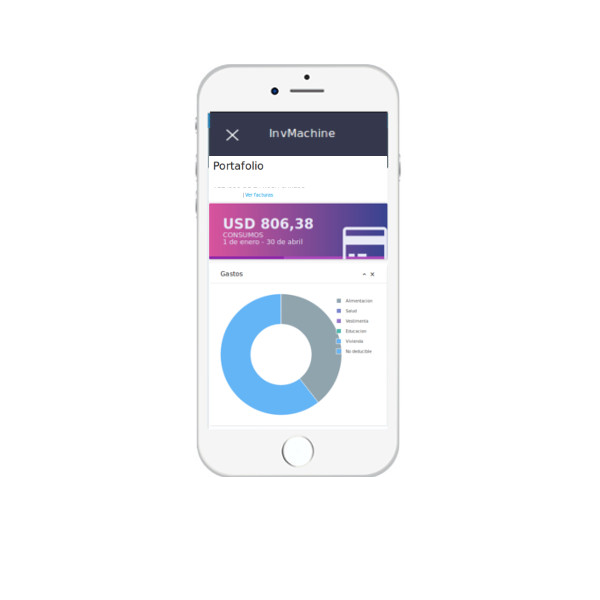 InvMachine
Portafolio
| Ver facturas
USD 806,38
CONSUMOS
1 de enero - 30 de abril
Gastos
Alimentacion
Salud
Vestimenta
Educacion
Vivienda
No deducible